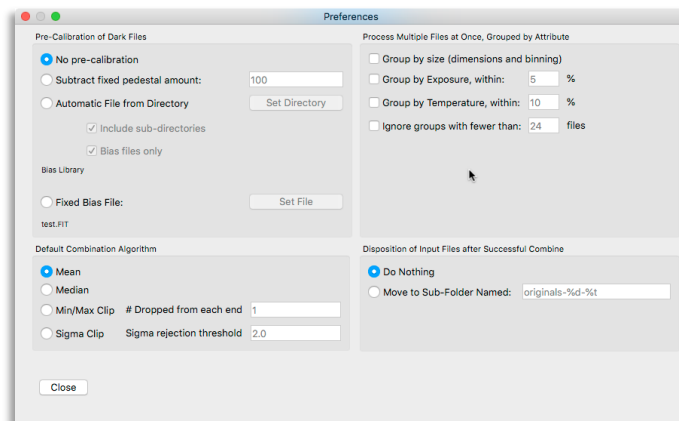 Preferences
Pre-Calibration of Dark Files
No pre-calibration
Subtract fixed pedestal amount: 100
Automatic File from Directory Set Directory
Include sub-directories
Bias files only
Bias Library
Fixed Bias File: Set File
test.FIT
Process Multiple Files at Once, Grouped by Attribute
Group by size (dimensions and binning)
Group by Exposure, within: 5 %
Group by Temperature, within: 10 %
Ignore groups with fewer than: 24 files
Default Combination Algorithm
Mean
Median
Min/Max Clip # Dropped from each end 1
Sigma Clip Sigma rejection threshold 2.0
Disposition of Input Files after Successful Combine
Do Nothing
Move to Sub-Folder Named: originals-%d-%t
Close